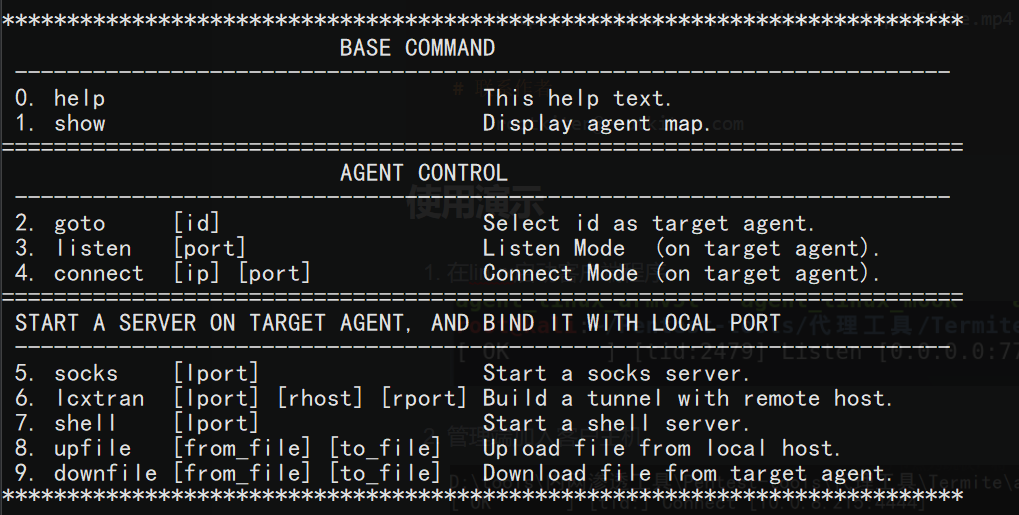 **************************************************************************
BASE COMMAND
------------------------------------------------------------------------
0. help This help text.
1. show Display agent map.
==========================================================================
AGENT CONTROL
------------------------------------------------------------------------
2. goto [id] Select id as target agent.
3. listen [port] Listen Mode (on target agent).
4. connect [ip] [port] Connect Mode (on target agent).
==========================================================================
START A SERVER ON TARGET AGENT, AND BIND IT WITH LOCAL PORT
------------------------------------------------------------------------
5. socks [lport] Start a socks server.
6. lcxtran [lport] [rhost] [rport] Build a tunnel with remote host.
7. shell [lport] Start a shell server.
8. upfile [from_file] [to_file] Upload file from local host.
9. downfile [from_file] [to_file] Download file from target agent.
**************************************************************************
使用演示